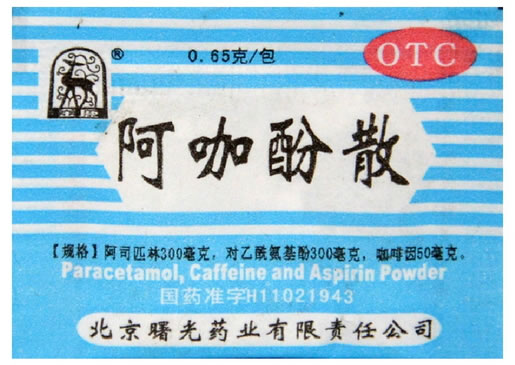 ®
0.65克/包
OTC
阿咖酚散
【规格】阿司匹林300毫克,对乙酰氨基酚300毫克,咖啡因50毫克。
Paracetamol, Caffeine and Aspirin Powder
国药准字H11021943
北京曙光药业有限责任公司